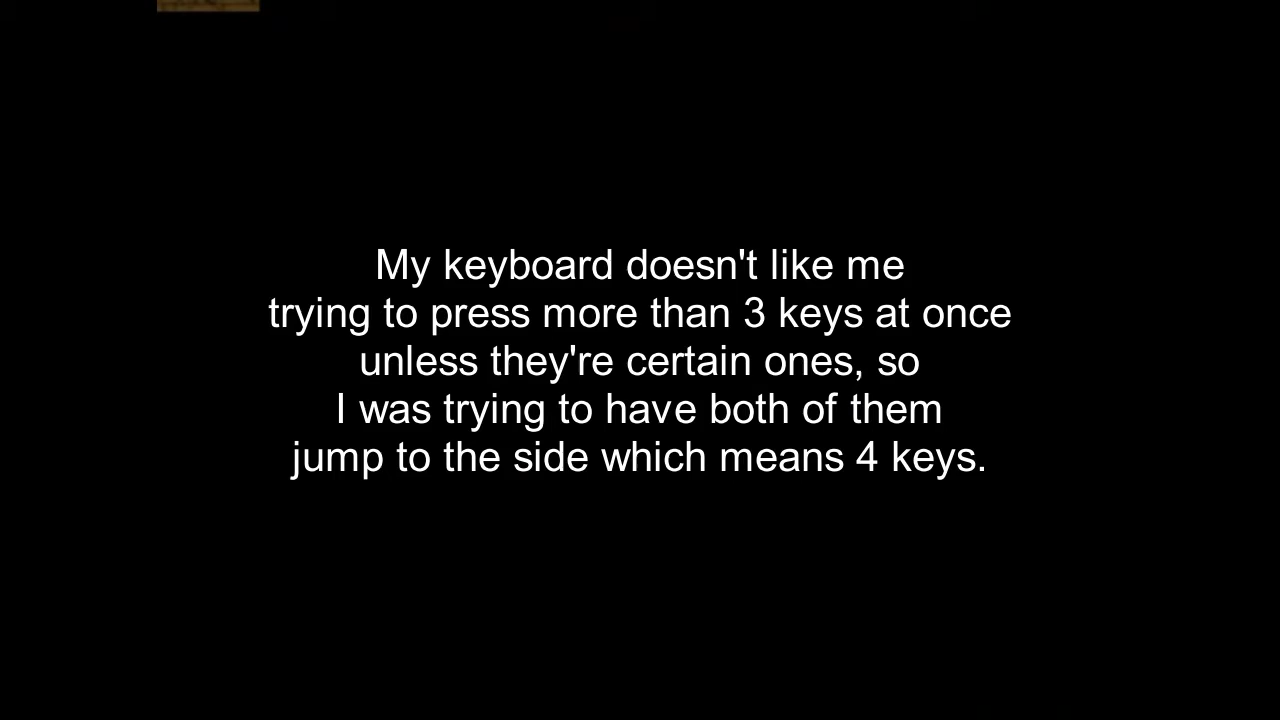 My keyboard doesn't like me
trying to press more than 3 keys at once
unless they're certain ones, so
I was trying to have both of them
jump to the side which means 4 keys.